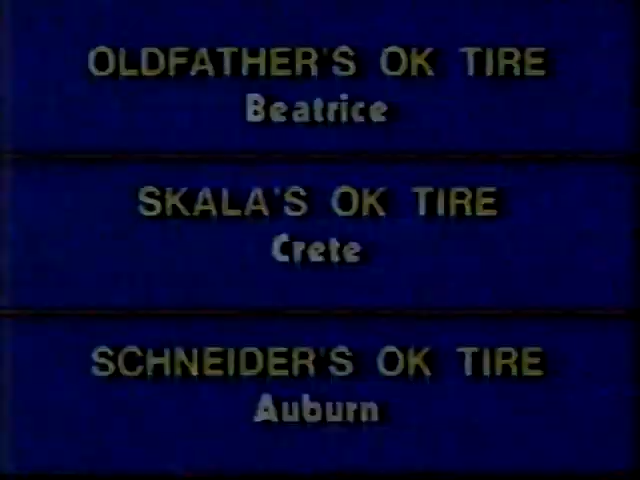 OLDFATHER'S OK TIRE
Beatrice
SKALA'S OK TIRE
Crete
SCHNEIDER'S OK TIRE
Auburn